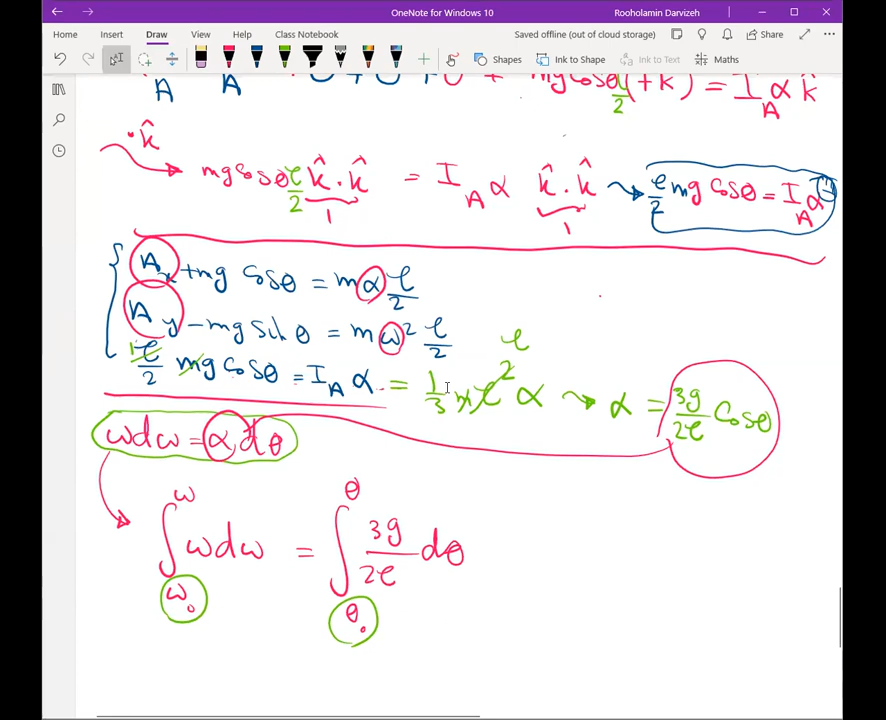 OneNote for Windows 10
Rooholamin Darvizeh
Home Insert Draw View Help Class Notebook
Saved offline (out of cloud storage)
Share
Shapes Ink to Shape Ink to Text Maths
A A mg cosθ ℓ/2 (+k) = I_A α k̂
· k̂
mg cosθ ℓ/2 k̂ . k̂ = I_A α k̂ . k̂ ⇝ ℓ/2 mg cosθ = I_A α
1 1
A_x + mg cosθ = m α ℓ/2
A_y - mg sin θ = m ω² ℓ/2
ℓ/2 mg cosθ = I_A α = 1/3 m ℓ² α ⇝ α = 3g/2ℓ cosθ
ℓ
ω dω = α dθ
∫_{ω₀}^{ω} ω dω = ∫_{θ₀}^{θ} 3g/2ℓ dθ